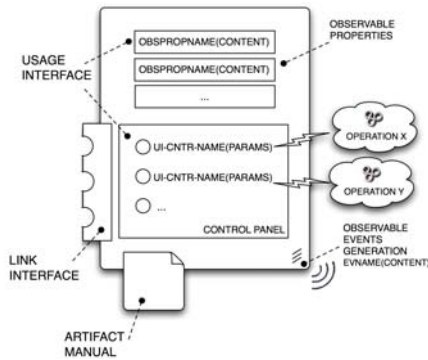 OBSERVABLE
PROPERTIES
OBSPROPNAME(CONTENT)
USAGE
INTERFACE
OBSPROPNAME(CONTENT)
...
UI-CNTR-NAME(PARAMS)
OPERATION X
UI-CNTR-NAME(PARAMS)
OPERATION Y
...
CONTROL PANEL
LINK
INTERFACE
OBSERVABLE
EVENTS
GENERATION
EVNAME(CONTENT)
ARTIFACT
MANUAL